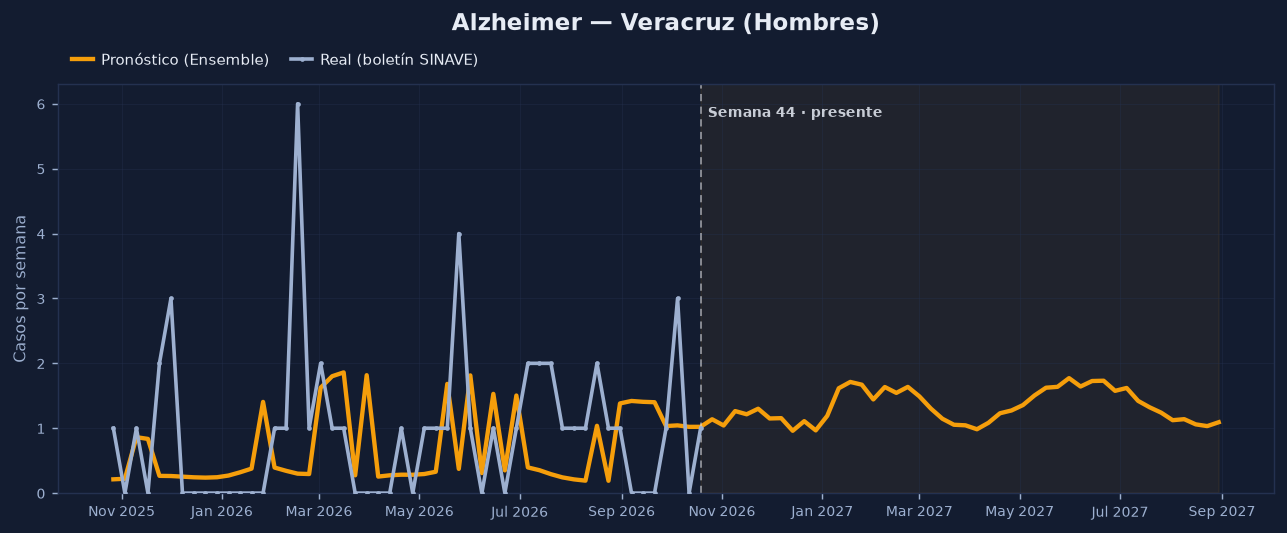 Alzheimer — Veracruz (Hombres)
Pronóstico (Ensemble)
Real (boletín SINAVE)
Casos por semana
6
5
4
3
2
1
0
Semana 44 · presente
Nov 2025
Jan 2026
Mar 2026
May 2026
Jul 2026
Sep 2026
Nov 2026
Jan 2027
Mar 2027
May 2027
Jul 2027
Sep 2027